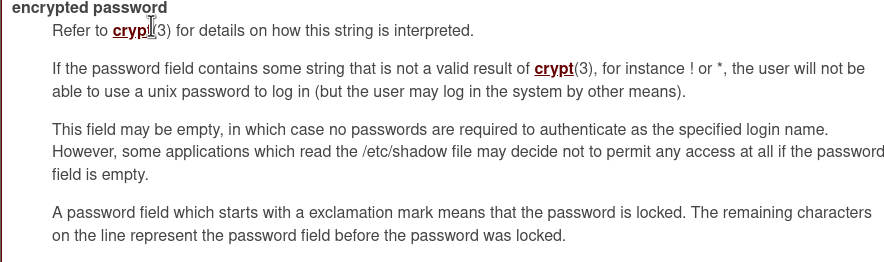 encrypted password
Refer to crypt(3) for details on how this string is interpreted.
If the password field contains some string that is not a valid result of crypt(3), for instance ! or *, the user will not be
able to use a unix password to log in (but the user may log in the system by other means).
This field may be empty, in which case no passwords are required to authenticate as the specified login name.
However, some applications which read the /etc/shadow file may decide not to permit any access at all if the password
field is empty.
A password field which starts with a exclamation mark means that the password is locked. The remaining characters
on the line represent the password field before the password was locked.